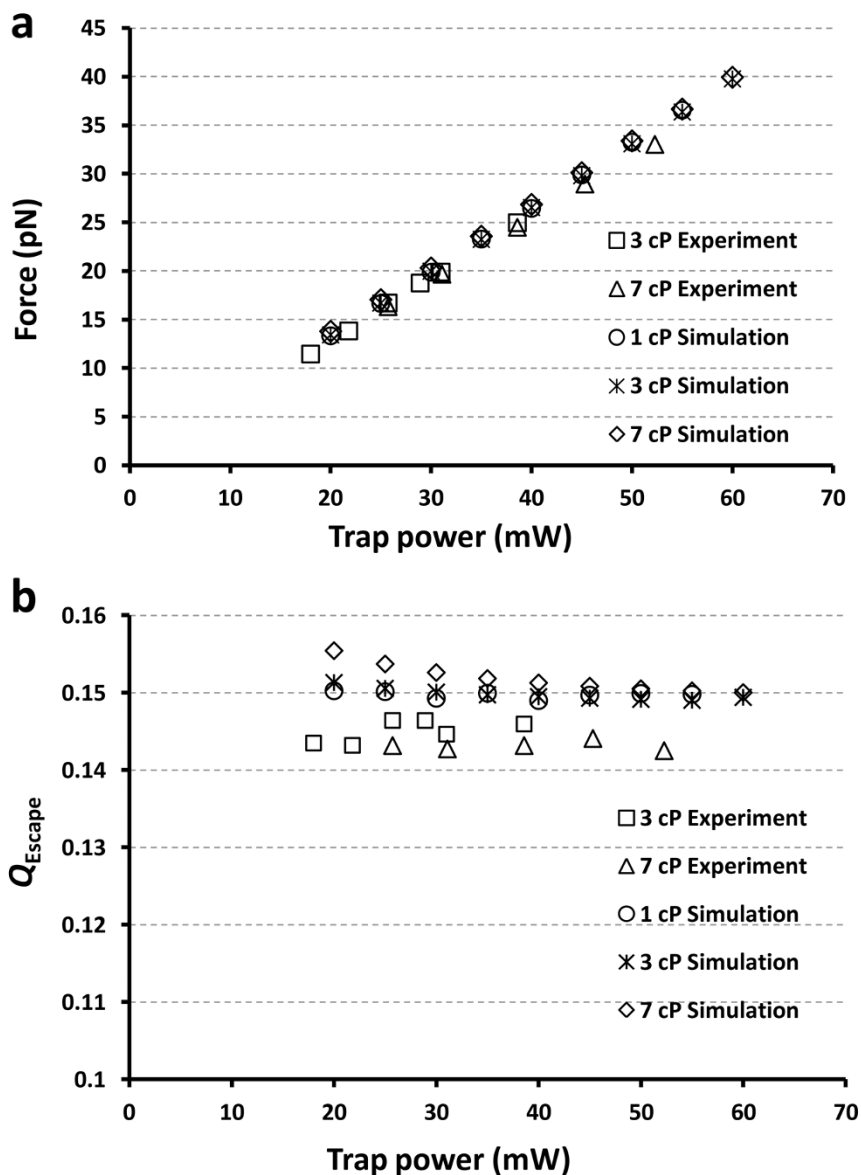 a
45
40
35
30
25
20
15
10
5
0
Force (pN)
3 cP Experiment
7 cP Experiment
1 cP Simulation
3 cP Simulation
7 cP Simulation
0 10 20 30 40 50 60 70
Trap power (mW)
b
0.16
0.15
0.14
0.13
0.12
0.11
0.1
QEscape
3 cP Experiment
7 cP Experiment
1 cP Simulation
3 cP Simulation
7 cP Simulation
0 10 20 30 40 50 60 70
Trap power (mW)